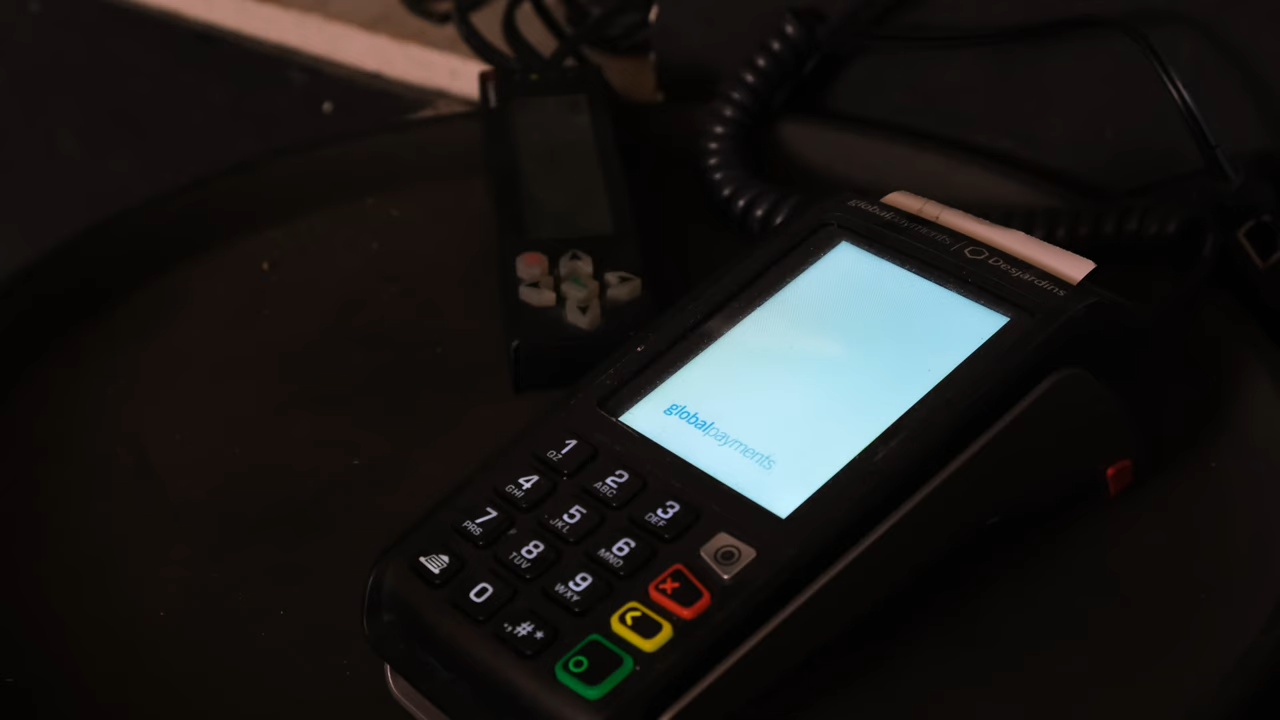 globalpayments | Desjardins
globalpayments
1 QZ
2 ABC
3 DEF
4 GHI
5 JKL
6 MNO
7 PRS
8 TUV
9 WXY
0
.,#*